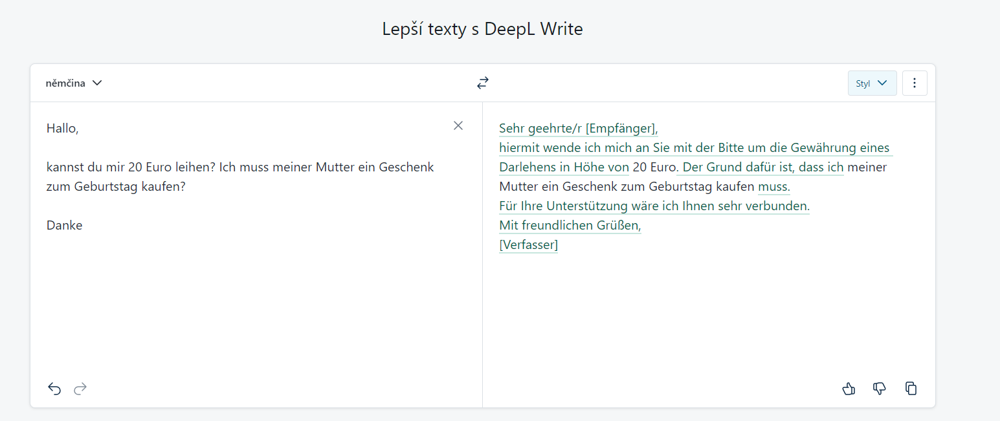 Lepší texty s DeepL Write
němčina
Styl
Hallo,
kannst du mir 20 Euro leihen? Ich muss meiner Mutter ein Geschenk
zum Geburtstag kaufen?
Danke
Sehr geehrte/r [Empfänger],
hiermit wende ich mich an Sie mit der Bitte um die Gewährung eines
Darlehens in Höhe von 20 Euro. Der Grund dafür ist, dass ich meiner
Mutter ein Geschenk zum Geburtstag kaufen muss.
Für Ihre Unterstützung wäre ich Ihnen sehr verbunden.
Mit freundlichen Grüßen,
[Verfasser]